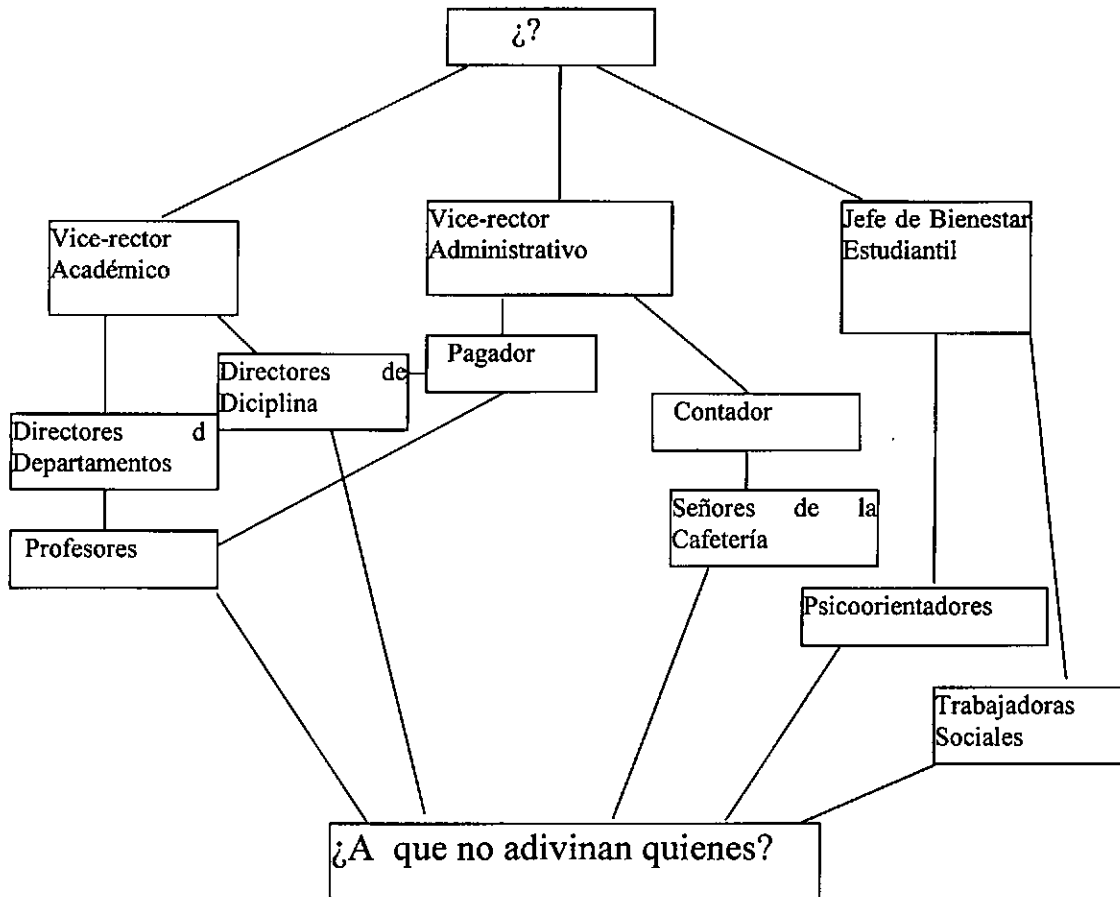 ¿?
Vice-rector
Académico
Vice-rector
Administrativo
Jefe de Bienestar
Estudiantil
Directores de
Diciplina
Pagador
Contador
Directores d
Departamentos
Profesores
Señores de la
Cafetería
Psicoorientadores
Trabajadoras
Sociales
¿A que no adivinan quienes?